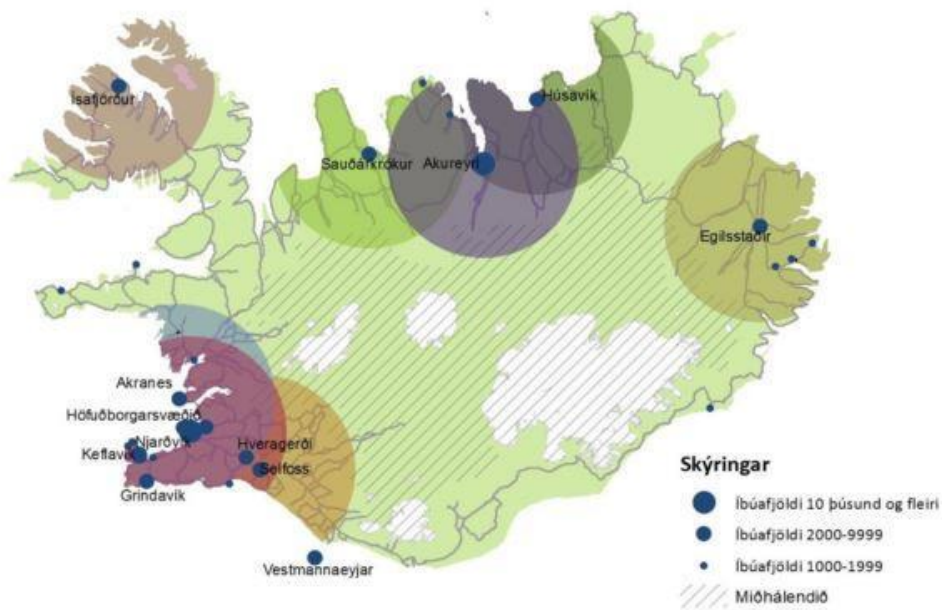 Ísafjörður
Húsavík
Sauðárkrókur
Akureyri
Egilsstaðir
Akranes
Höfuðborgarsvæðið
Njarðvík
Keflavík
Hveragerði
Selfoss
Grindavík
Vestmannaeyjar
Skýringar
Íbúafjöldi 10 þúsund og fleiri
Íbúafjöldi 2000-9999
Íbúafjöldi 1000-1999
Miðhálendið